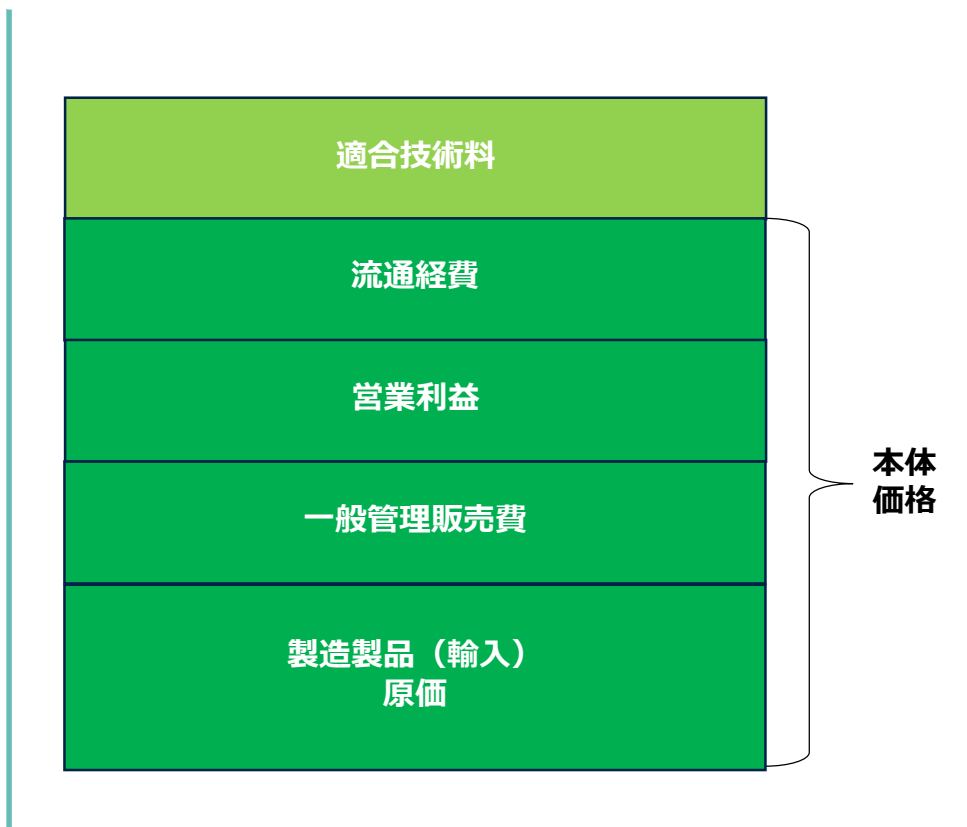 適合技術料
流通経費
営業利益
一般管理販売費
製造製品（輸入）
原価
本体
価格